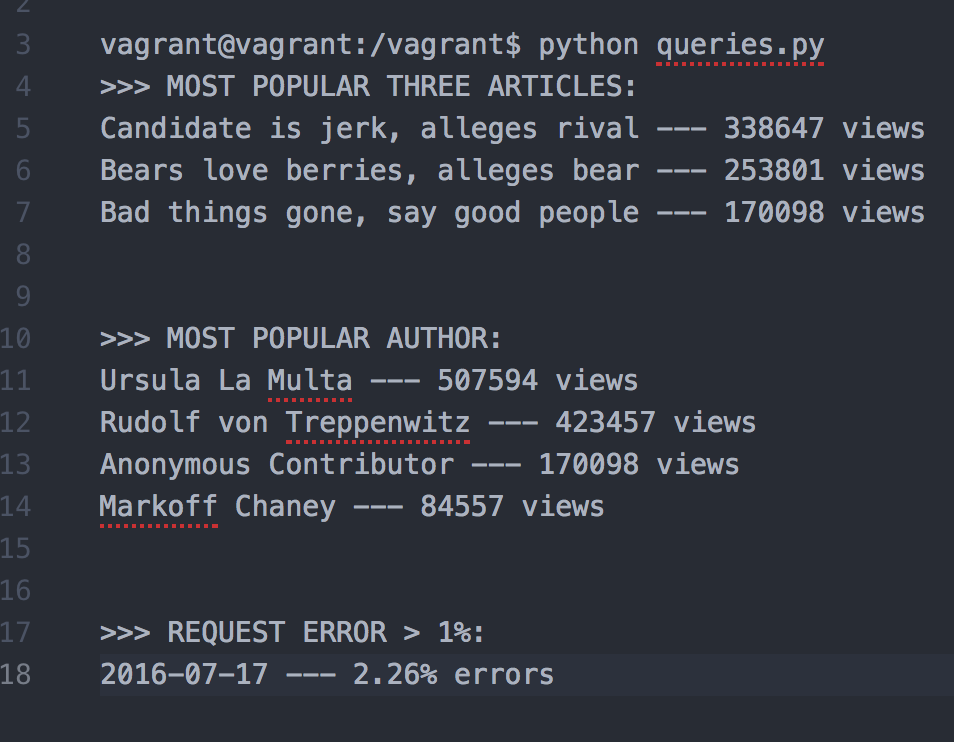 2
3 vagrant@vagrant:/vagrant$ python queries.py
4 >>> MOST POPULAR THREE ARTICLES:
5 Candidate is jerk, alleges rival --- 338647 views
6 Bears love berries, alleges bear --- 253801 views
7 Bad things gone, say good people --- 170098 views
8
9
10 >>> MOST POPULAR AUTHOR:
11 Ursula La Multa --- 507594 views
12 Rudolf von Treppenwitz --- 423457 views
13 Anonymous Contributor --- 170098 views
14 Markoff Chaney --- 84557 views
15
16
17 >>> REQUEST ERROR > 1%:
18 2016-07-17 --- 2.26% errors